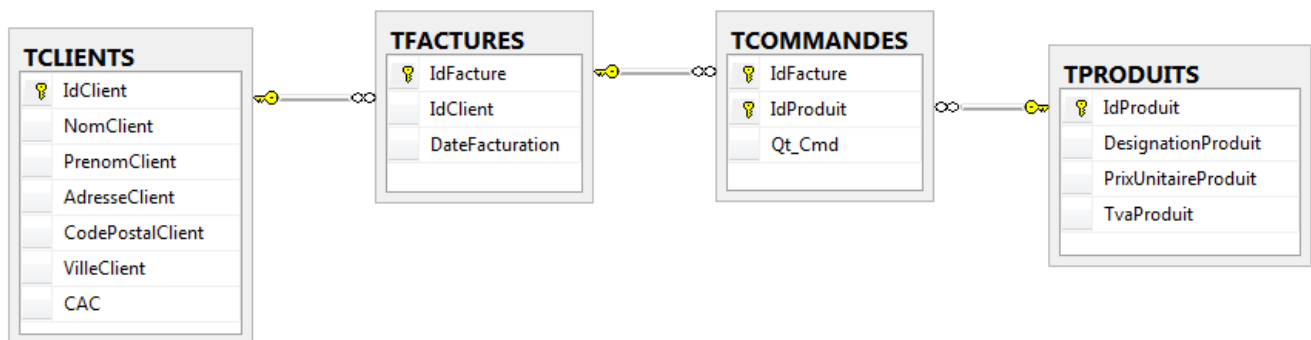 TCLIENTS
IdClient
NomClient
PrenomClient
AdresseClient
CodePostalClient
VilleClient
CAC
TFACTURES
IdFacture
IdClient
DateFacturation
TCOMMANDES
IdFacture
IdProduit
Qt_Cmd
TPRODUITS
IdProduit
DesignationProduit
PrixUnitaireProduit
TvaProduit